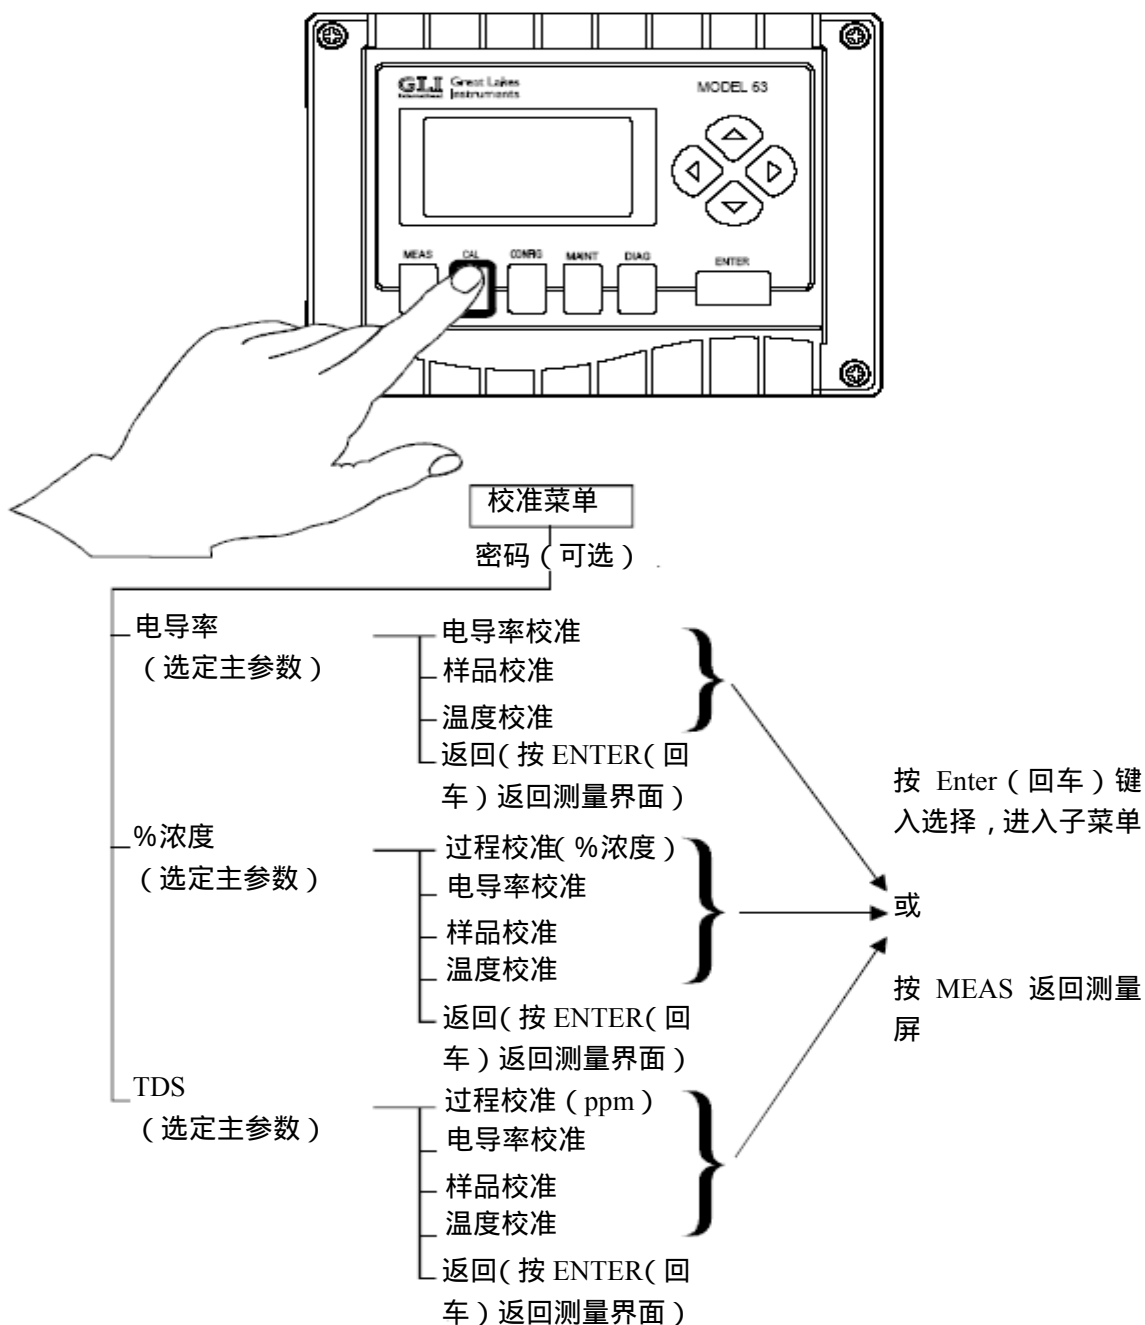 GLI Great Lakes
International Instruments
MODEL 53
MEAS CAL CONFIG MAINT DIAG ENTER
校准菜单
密码（可选）
电导率
（选定主参数）
电导率校准
样品校准
温度校准
返回（按 ENTER（回
车）返回测量界面）
%浓度
（选定主参数）
过程校准（%浓度）
电导率校准
样品校准
温度校准
返回（按 ENTER（回
车）返回测量界面）
TDS
（选定主参数）
过程校准（ppm）
电导率校准
样品校准
温度校准
返回（按 ENTER（回
车）返回测量界面）
按 Enter（回车）键
入选择，进入子菜单
或
按 MEAS 返回测量
屏